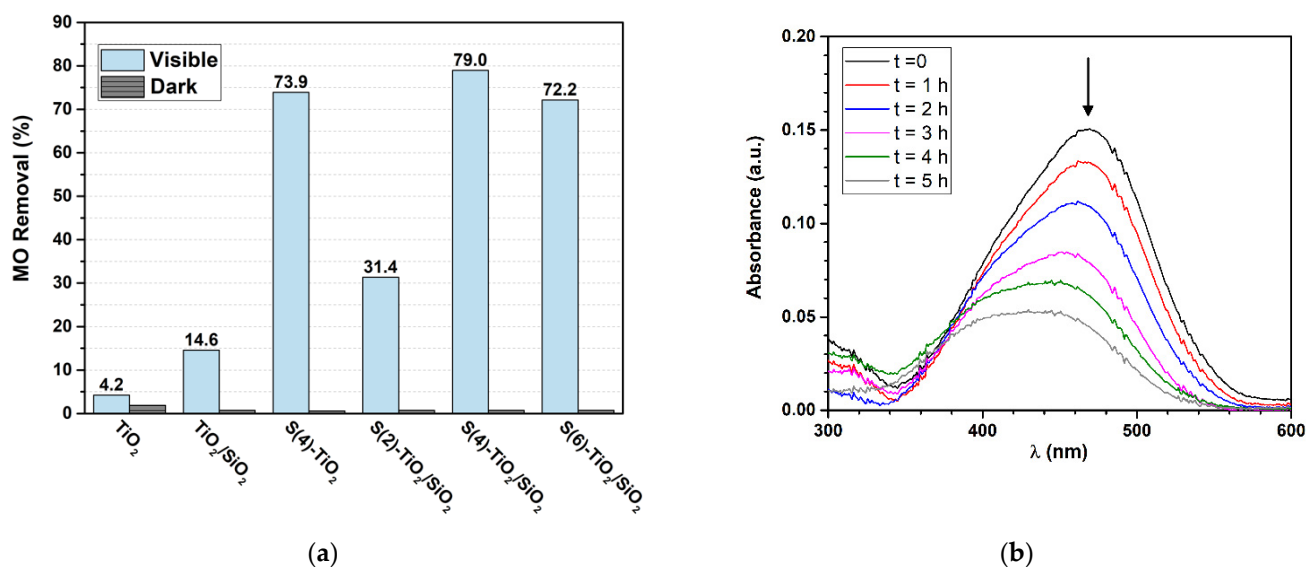 90
80
70
60
50
40
30
20
10
0
MO Removal (%)
Visible
Dark
4.2
14.6
73.9
31.4
79.0
72.2
TiO₂
TiO₂/SiO₂
S(4)-TiO₂
S(2)-TiO₂/SiO₂
S(4)-TiO₂/SiO₂
S(6)-TiO₂/SiO₂
(a)
0.20
0.15
0.10
0.05
0.00
Absorbance (a.u.)
t =0
t = 1 h
t = 2 h
t = 3 h
t = 4 h
t = 5 h
300 400 500 600
λ (nm)
(b)